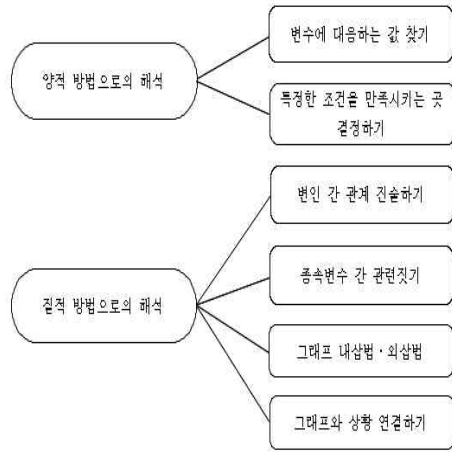 변수에 대응하는 값 찾기
양적 방법으로의 해석
특정한 조건을 만족시키는 곳
결정하기
변인 간 관계 진술하기
종속변수 간 관련짓기
질적 방법으로의 해석
그래프 내삽법·외삽법
그래프와 상황 연결하기